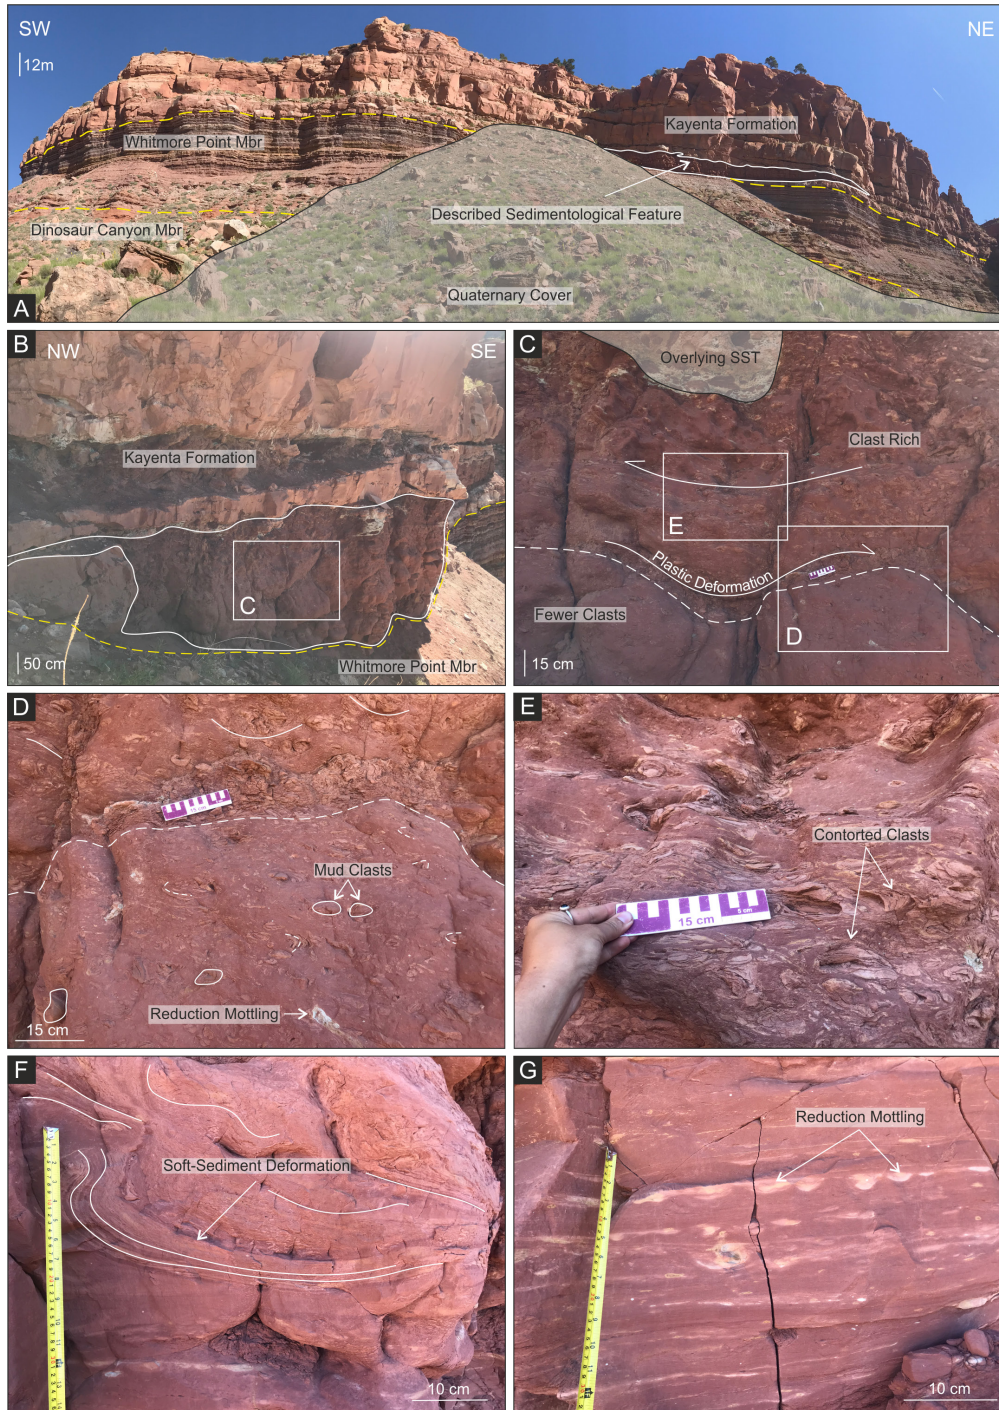 SW
NE
12m
Kayenta Formation
Whitmore Point Mbr
Described Sedimentological Feature
Dinosaur Canyon Mbr
Quaternary Cover
A
B
NW
SE
Kayenta Formation
C
50 cm
Whitmore Point Mbr
C
Overlying SST
Clast Rich
E
Plastic Deformation
Fewer Clasts
D
15 cm
D
Mud Clasts
Reduction Mottling
15 cm
E
Contorted Clasts
15 cm
5 cm
F
Soft-Sediment Deformation
10 cm
G
Reduction Mottling
10 cm